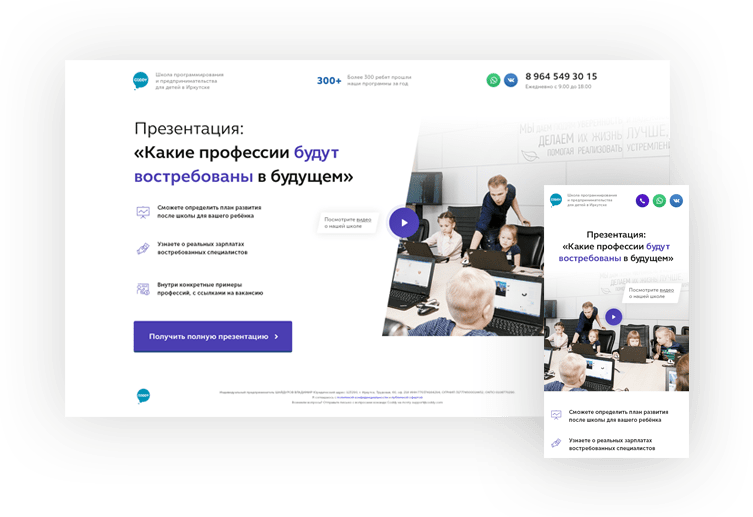 CODDY
Школа программирования
и предпринимательства
для детей в Иркутске
300+
Более 300 ребят прошли
наши программы за год
8 964 549 30 15
Ежедневно с 9:00 до 18:00
Презентация:
«Какие профессии будут
востребованы в будущем»
Сможете определить план развития
после школы для вашего ребёнка
Узнаете о реальных зарплатах
востребованных специалистов
Внутри конкретные примеры
профессий, с ссылками на вакансию
Получить полную презентацию
Посмотрите видео
о нашей школе
ДЕЛАЕМ ИХ ЖИЗНЬ ЛУЧШЕ,
ПОМОГАЯ РЕАЛИЗОВАТЬ УСТРЕМЛЕН
Школа программирования
и предпринимательства
для детей в Иркутске
Презентация:
«Какие профессии будут
востребованы в будущем»
Посмотрите видео
о нашей школе
Сможете определить план развития
после школы для вашего ребёнка
Узнаете о реальных зарплатах
востребованных специалистов